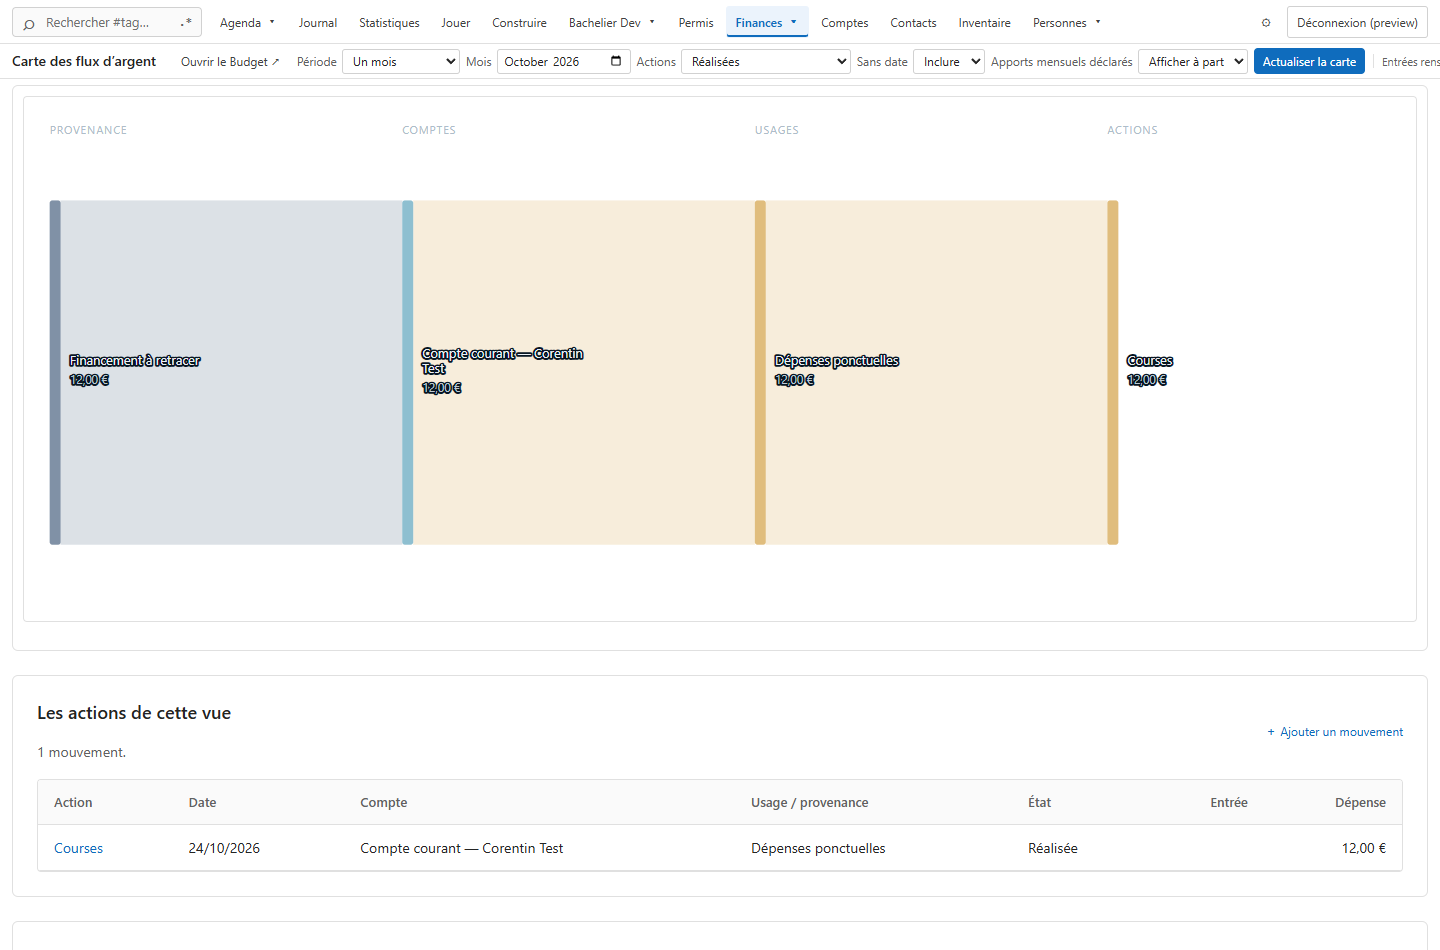 Rechercher #tag... .*
Agenda
Journal
Statistiques
Jouer
Construire
Bachelier Dev
Permis
Finances
Comptes
Contacts
Inventaire
Personnes
Déconnexion (preview)
Carte des flux d’argent
Ouvrir le Budget ↗
Période
Un mois
Mois
October 2026
Actions
Réalisées
Sans date
Inclure
Apports mensuels déclarés
Afficher à part
Actualiser la carte
Entrées rens
PROVENANCE
COMPTES
USAGES
ACTIONS
Financement à retracer
12,00 €
Compte courant — Corentin
Test
12,00 €
Dépenses ponctuelles
12,00 €
Courses
12,00 €
Les actions de cette vue
1 mouvement.
+ Ajouter un mouvement
Action Date Compte Usage / provenance État Entrée Dépense
Courses 24/10/2026 Compte courant — Corentin Test Dépenses ponctuelles Réalisée 12,00 €